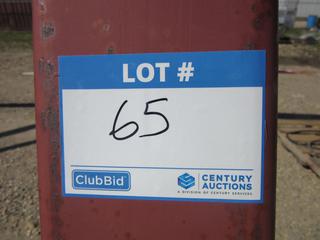 LOT #
65
ClubBid
CENTURY
AUCTIONS
A DIVISION OF CENTURY SERVICES